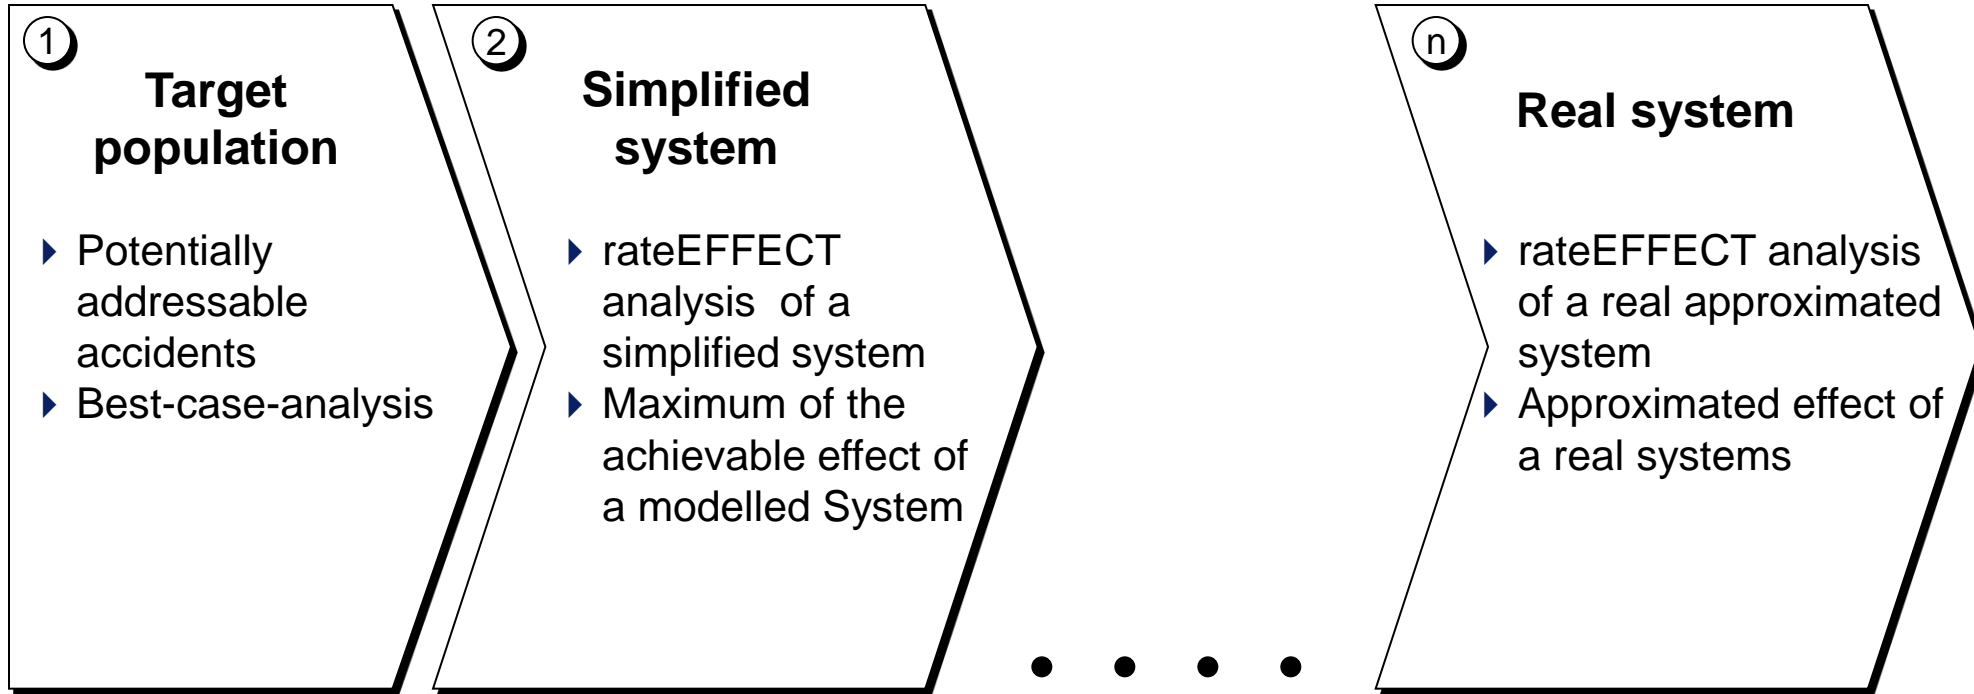 1
Target
population
Potentially
addressable
accidents
Best-case-analysis
2
Simplified
system
rateEFFECT
analysis  of a
simplified system
Maximum of the
achievable effect of
a modelled System
n
Real system
rateEFFECT analysis
of a real approximated
system
Approximated effect of
a real systems